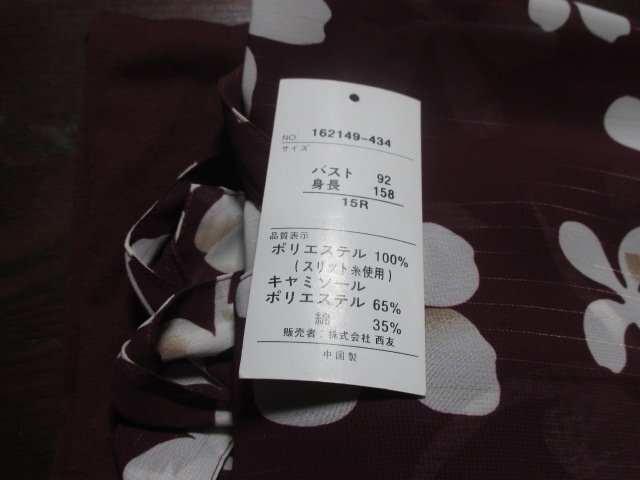 NO. 162149-434
サイズ
バスト 92
身長 158
15R
品質表示
ポリエステル 100%
(スリット糸使用)
キャミソール
ポリエステル 65%
綿 35%
販売者:株式会社 西友
中国製